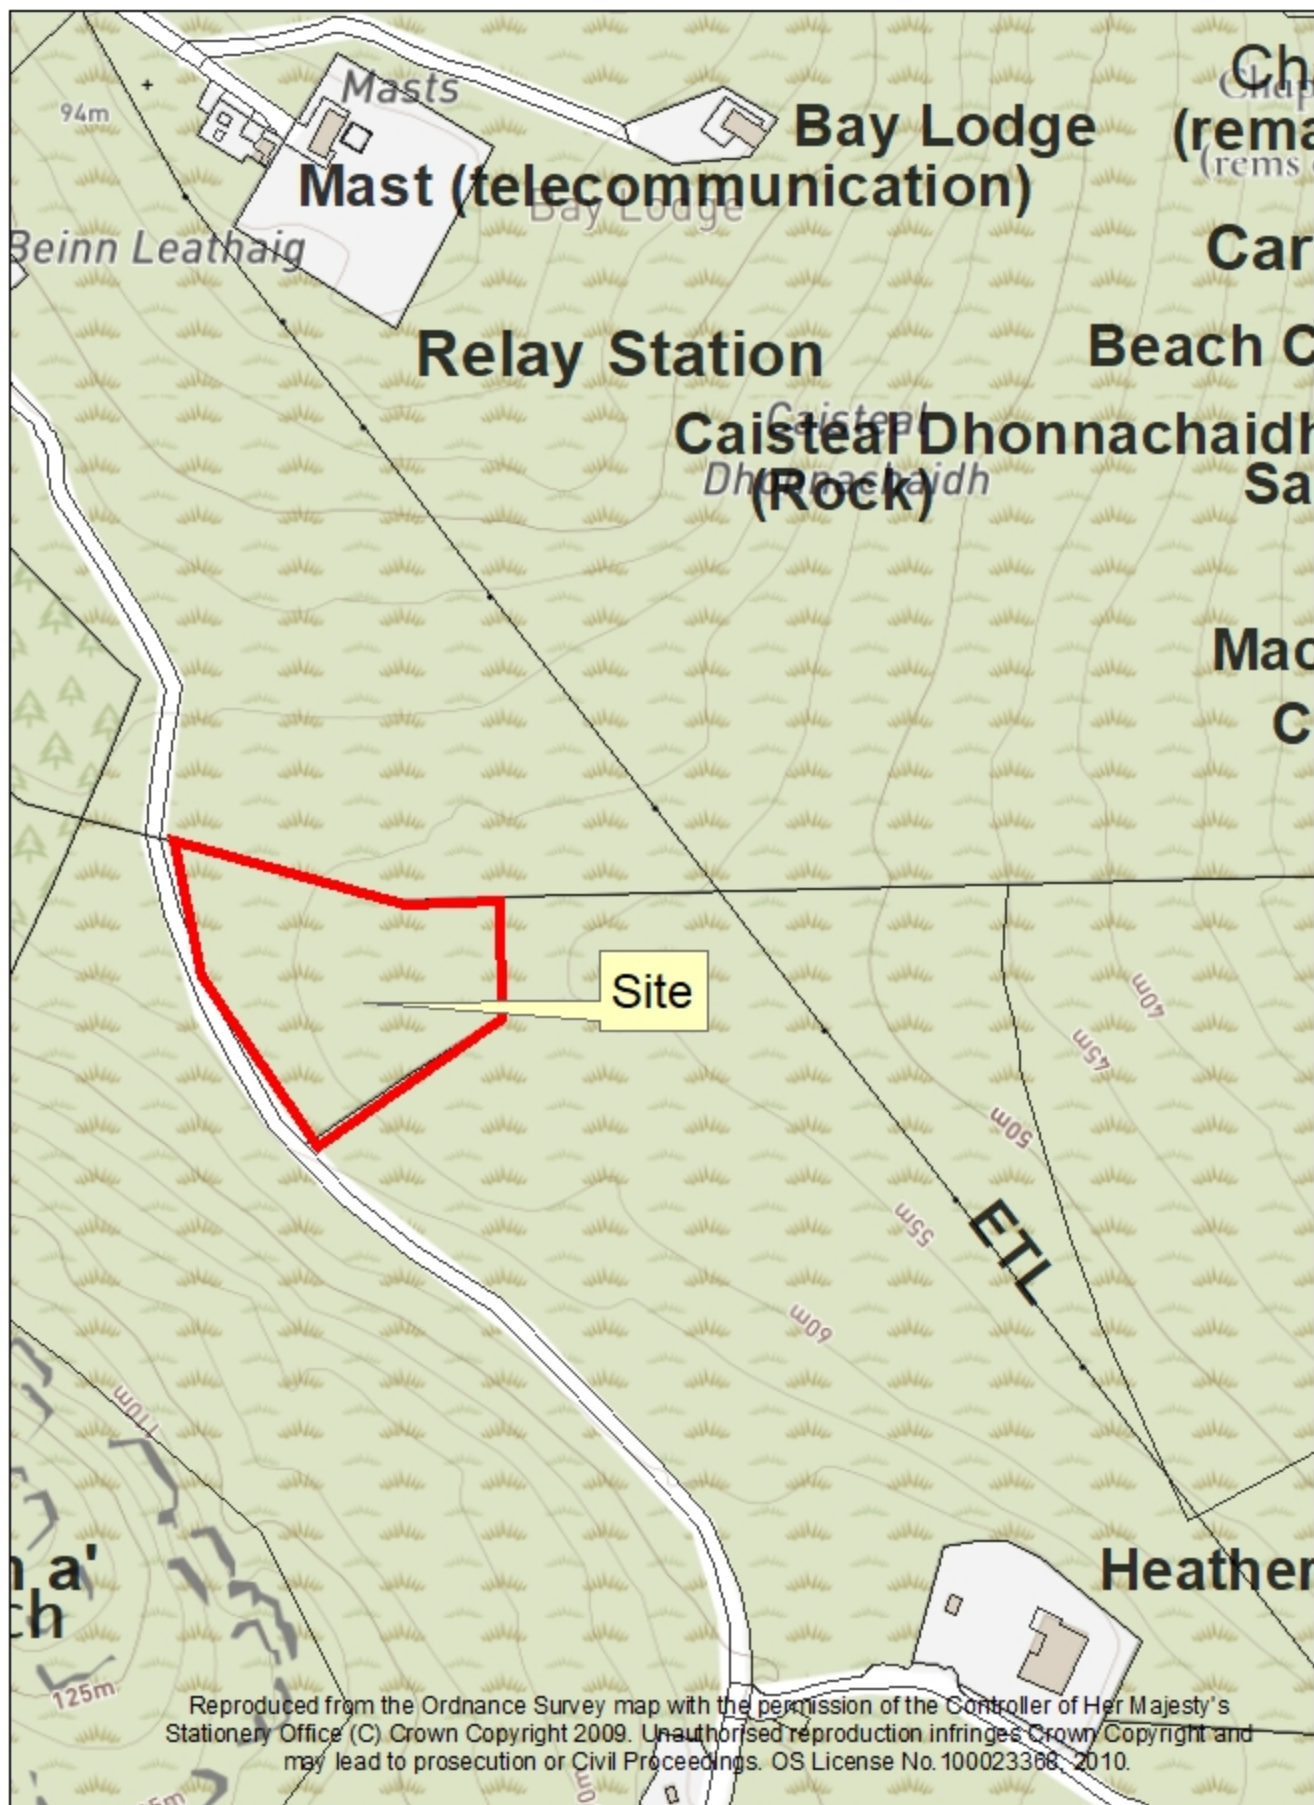 Masts
94m
Bay Lodge
Mast (telecommunication)
Bay Lodge
(rems
Beinn Leathaig
Relay Station
Caisteal
Caisteal Dhonnachaidh
Dhonnachaidh
(Rock)
Site
40m
45m
50m
55m
ETL
60m
110m
a'
ch
125m
Reproduced from the Ordnance Survey map with the permission of the Controller of Her Majesty's
Stationery Office (C) Crown Copyright 2009. Unauthorised reproduction infringes Crown Copyright and
may lead to prosecution or Civil Proceedings. OS License No. 100023368, 2010.